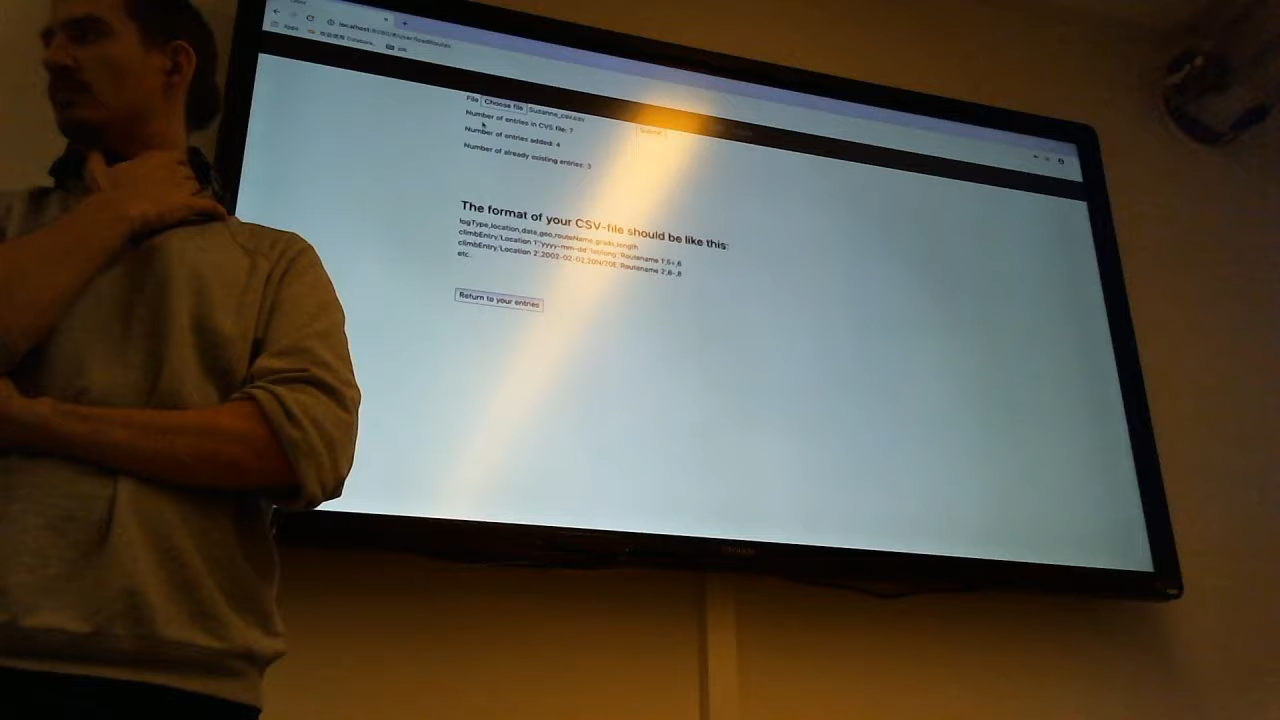 Apps
File Choose file Suzanne_csv.csv
Submit
Number of entries in CVS file: 7
Number of entries added: 4
Number of already existing entries: 3
The format of your CSV-file should be like this:
logType,location,date,geo,routeName,grade,length
climbEntry,'Location 1','yyyy-mm-dd','lat/long','Routename 1',5+,6
climbEntry,'Location 2',2002-02-02,20N/20E,'Routename 2',6-,8
etc..
Return to your entries